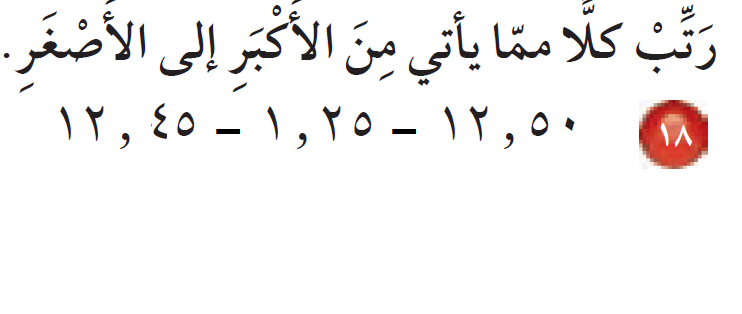 رَتِّبْ كلًّا ممّا يأتي مِنَ الأَكْبَرِ إلى الأَصْغَرِ.
١٨ ١٢,٥٠ – ١,٢٥ – ١٢,٤٥